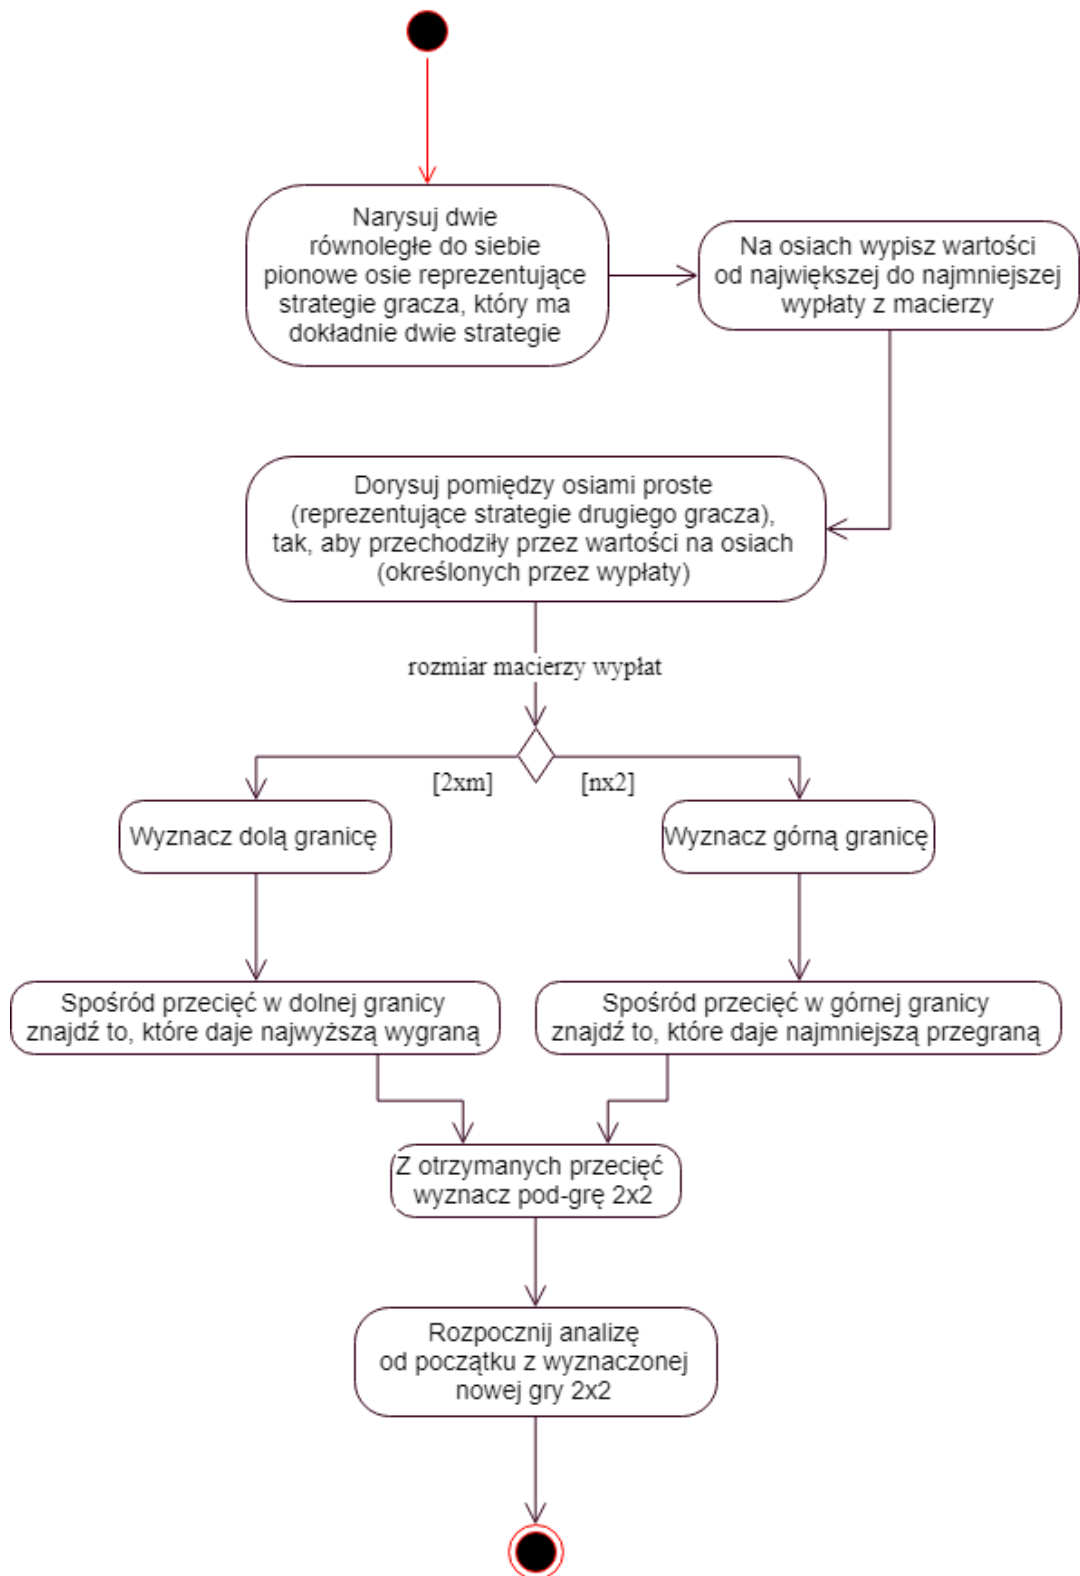 Narysuj dwie
równoległe do siebie
pionowe osie reprezentujące
strategie gracza, który ma
dokładnie dwie strategie
Na osiach wypisz wartości
od największej do najmniejszej
wypłaty z macierzy
Dorysuj pomiędzy osiami proste
(reprezentujące strategie drugiego gracza),
tak, aby przechodziły przez wartości na osiach
(określonych przez wypłaty)
rozmiar macierzy wypłat
[2xm]
[nx2]
Wyznacz dolą granicę
Wyznacz górną granicę
Spośród przecięć w dolnej granicy
znajdź to, które daje najwyższą wygraną
Spośród przecięć w górnej granicy
znajdź to, które daje najmniejszą przegraną
Z otrzymanych przecięć
wyznacz pod-grę 2x2
Rozpocznij analizę
od początku z wyznaczonej
nowej gry 2x2